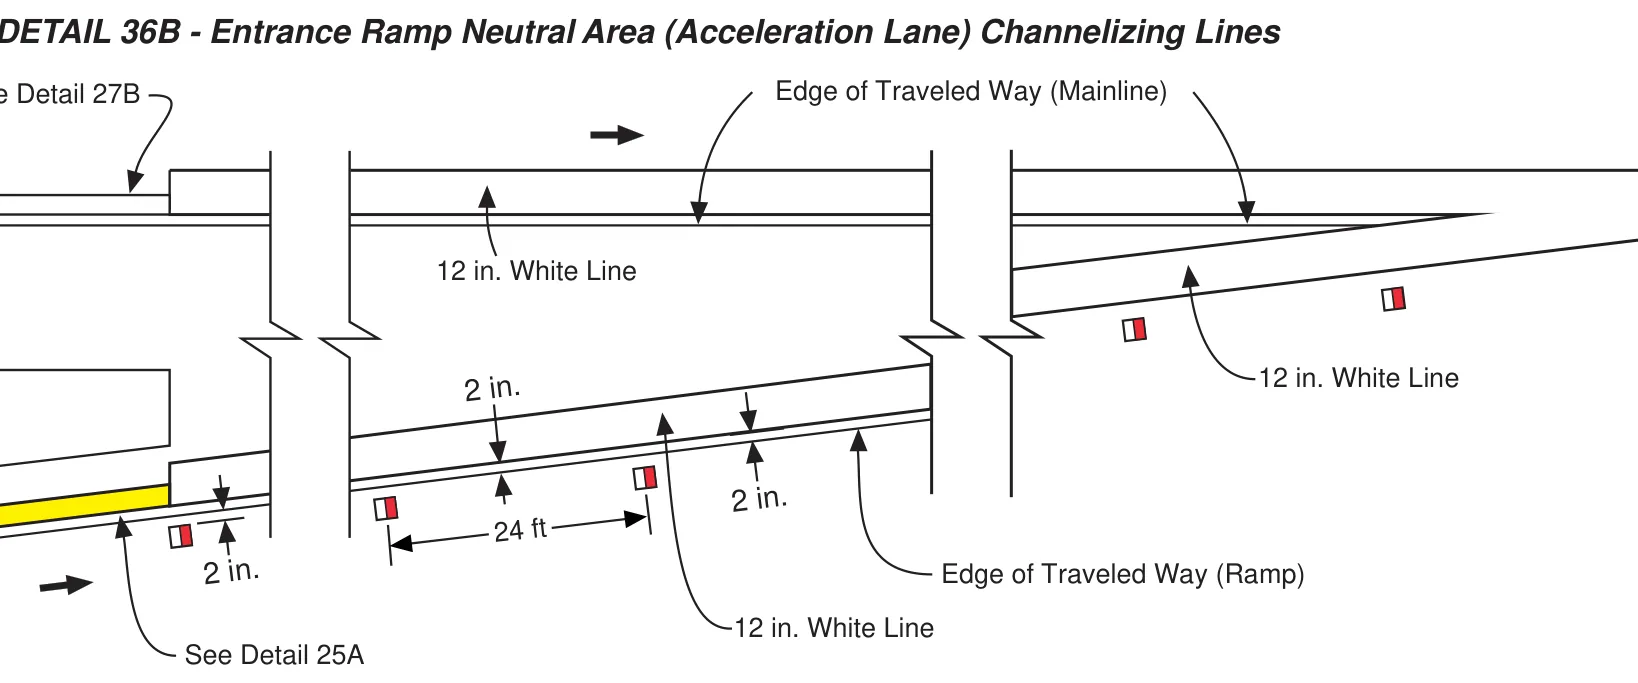 DETAIL 36B - Entrance Ramp Neutral Area (Acceleration Lane) Channelizing Lines
e Detail 27B
Edge of Traveled Way (Mainline)
12 in. White Line
12 in. White Line
2 in.
2 in.
24 ft
2 in.
Edge of Traveled Way (Ramp)
12 in. White Line
See Detail 25A